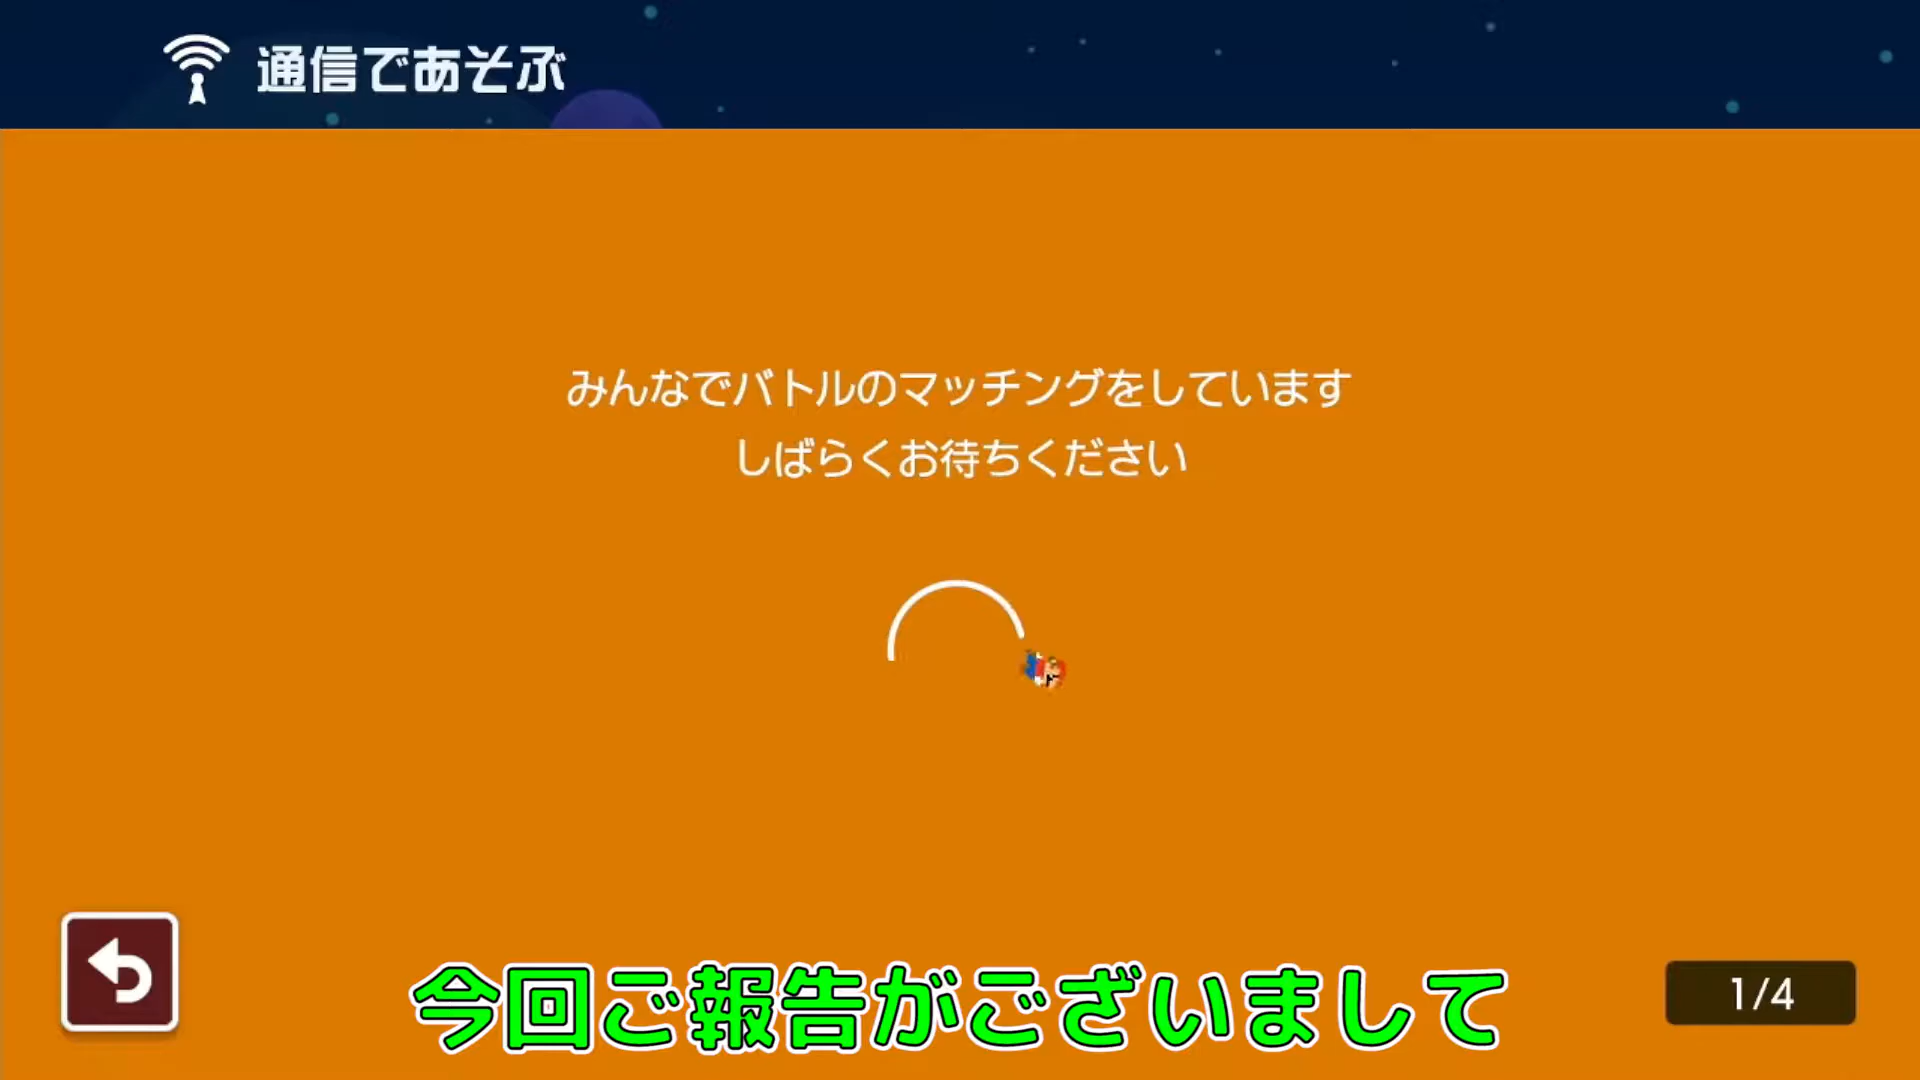 通信であそぶ
みんなでバトルのマッチングをしています
しばらくお待ちください
今回ご報告がございまして
1/4